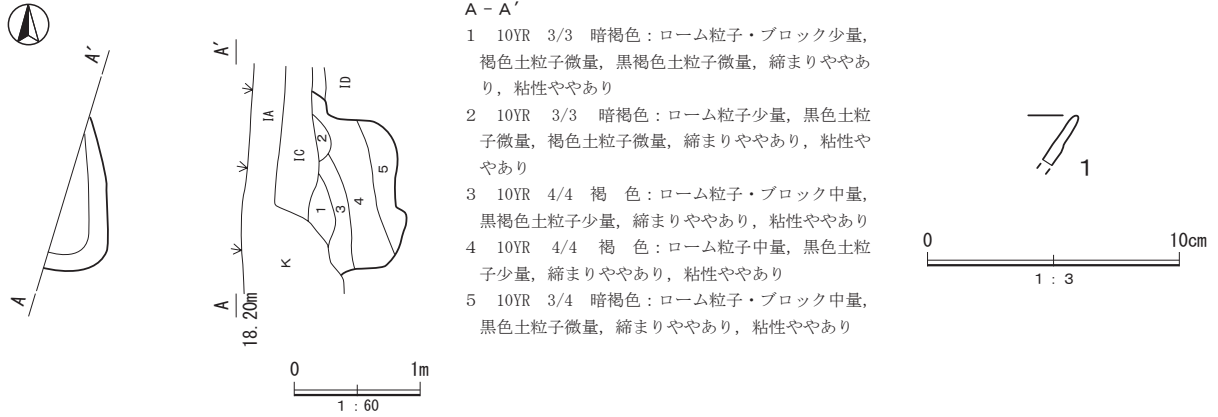 A'
A
A'
A
18.20m
IA
IC
ID
K
1
2
3
4
5
0 1m
1 : 60
A - A'
1 10YR 3/3 暗褐色:ローム粒子・ブロック少量,
褐色土粒子微量,黒褐色土粒子微量,締まりややあ
り,粘性ややあり
2 10YR 3/3 暗褐色:ローム粒子少量,黒色土粒
子微量,褐色土粒子微量,締まりややあり,粘性や
やあり
3 10YR 4/4 褐 色:ローム粒子・ブロック中量,
黒褐色土粒子少量,締まりややあり,粘性ややあり
4 10YR 4/4 褐 色:ローム粒子中量,黒色土粒
子少量,締まりややあり,粘性ややあり
5 10YR 3/4 暗褐色:ローム粒子・ブロック中量,
黒色土粒子微量,締まりややあり,粘性ややあり
1
0 10cm
1 : 3